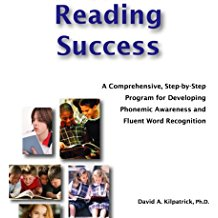 Reading
Success
A Comprehensive, Step-by-Step
Program for Developing
Phonemic Awareness and
Fluent Word Recognition
David A. Kilpatrick, Ph.D.